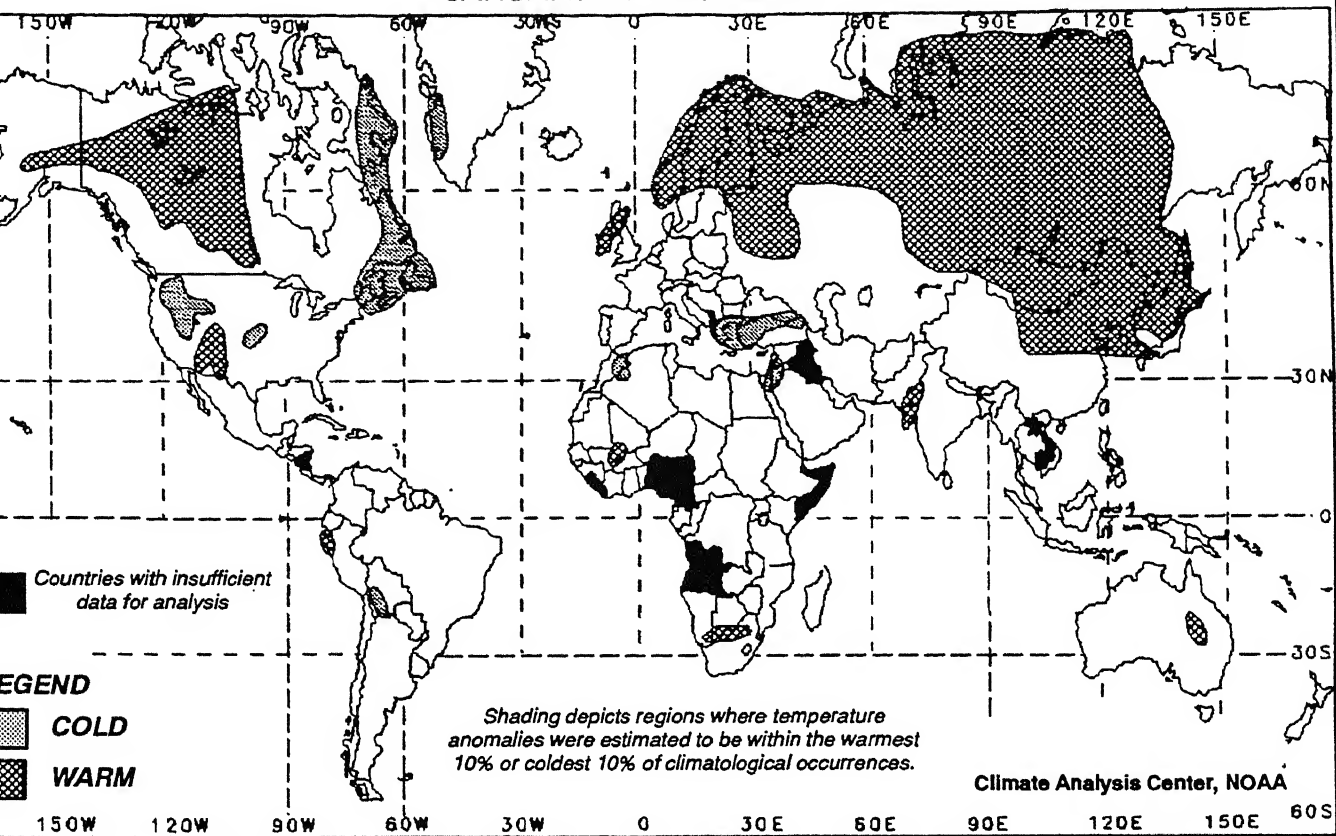 150W 90W 60W 30W 0 30E 60E 90E 120E 150E
60N
30N
0
Countries with insufficient
data for analysis
30S
EGEND
COLD
WARM
Shading depicts regions where temperature
anomalies were estimated to be within the warmest
10% or coldest 10% of climatological occurrences.
Climate Analysis Center, NOAA
60S
150W 120W 90W 60W 30W 0 30E 60E 90E 120E 150E